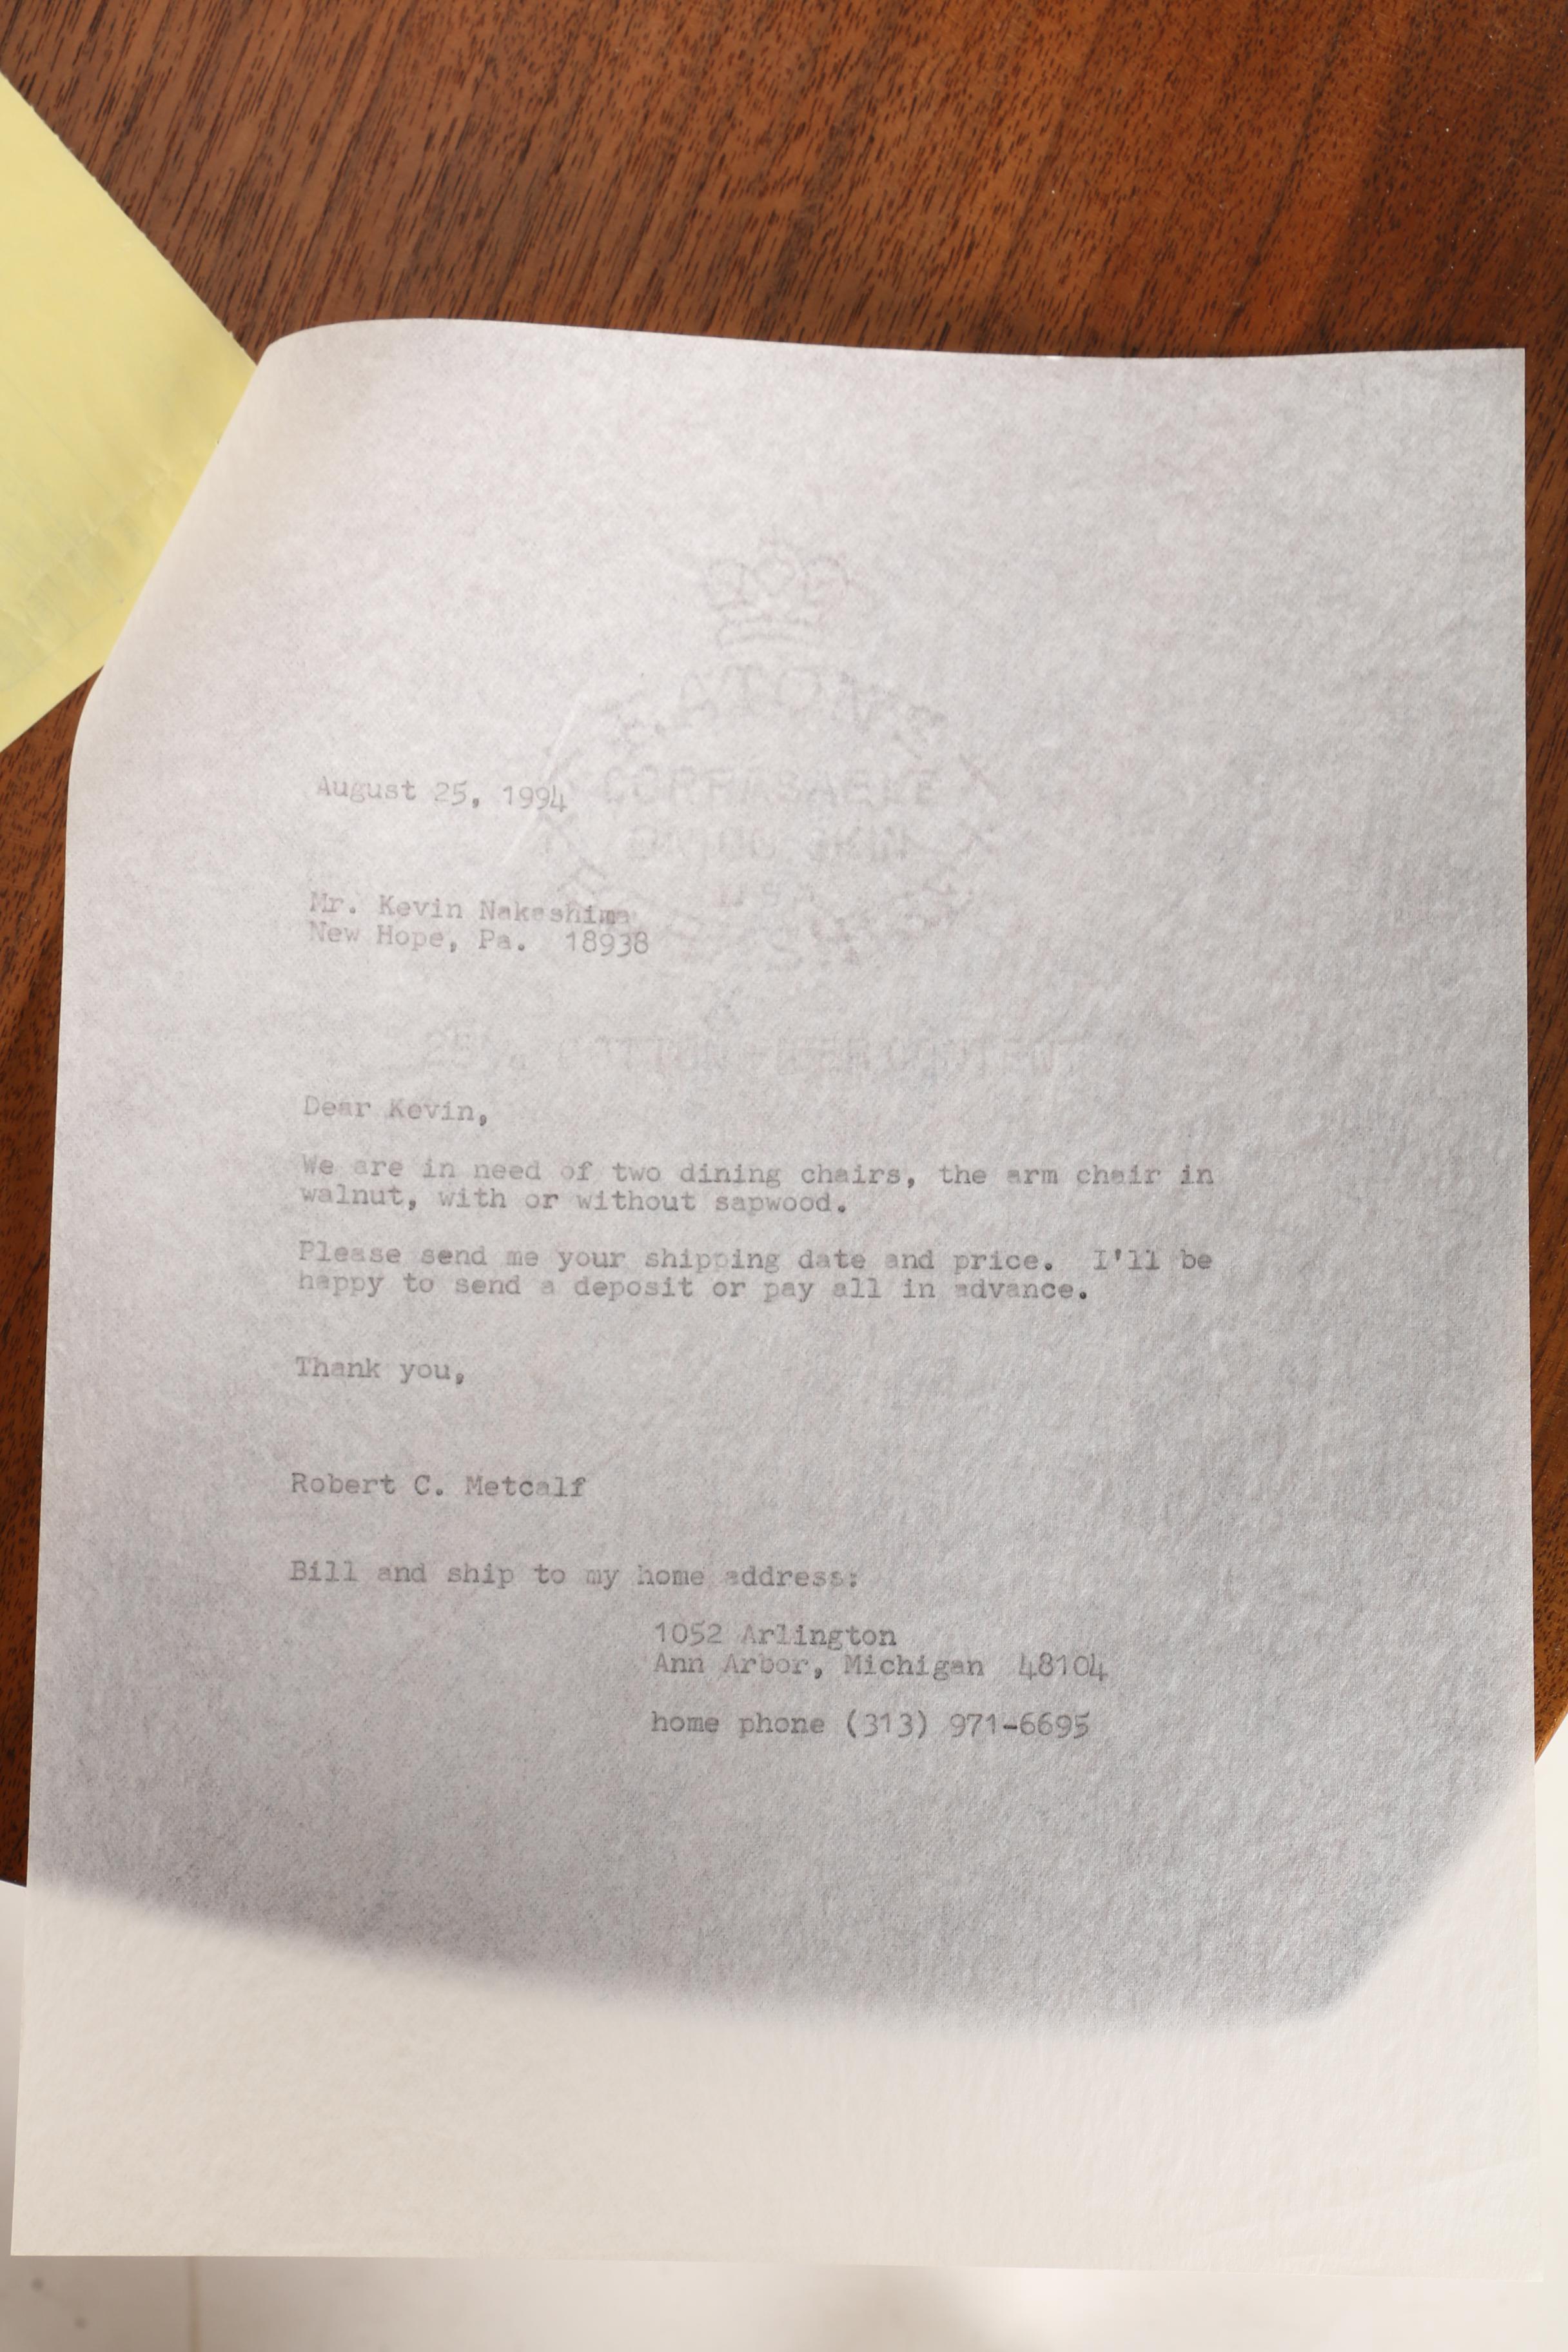 August 25, 1994
Mr. Kevin Nakashima
New Hope, Pa.  18938
Dear Kevin,
We are in need of two dining chairs, the arm chair in
walnut, with or without sapwood.
Please send me your shipping date and price.  I'll be
happy to send a deposit or pay all in advance.
Thank you,
Robert C. Metcalf
Bill and ship to my home address:
1052 Arlington
Ann Arbor, Michigan  48104
home phone (313) 971-6695